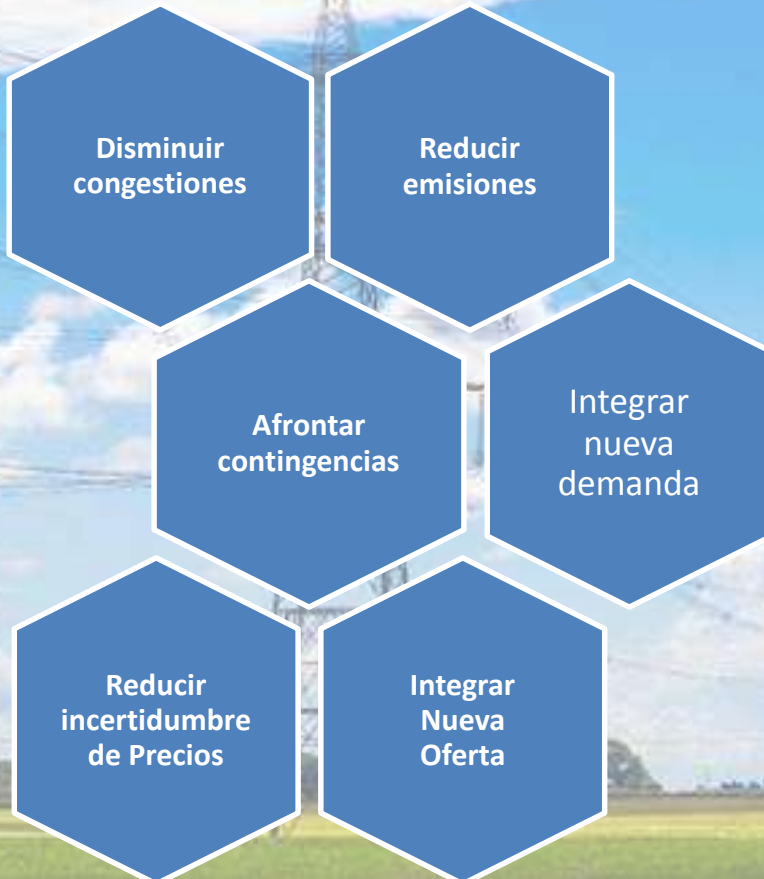 Disminuir
congestiones
Reducir
emisiones
Afrontar
contingencias
Integrar
nueva
demanda
Reducir
incertidumbre
de Precios
Integrar
Nueva
Oferta